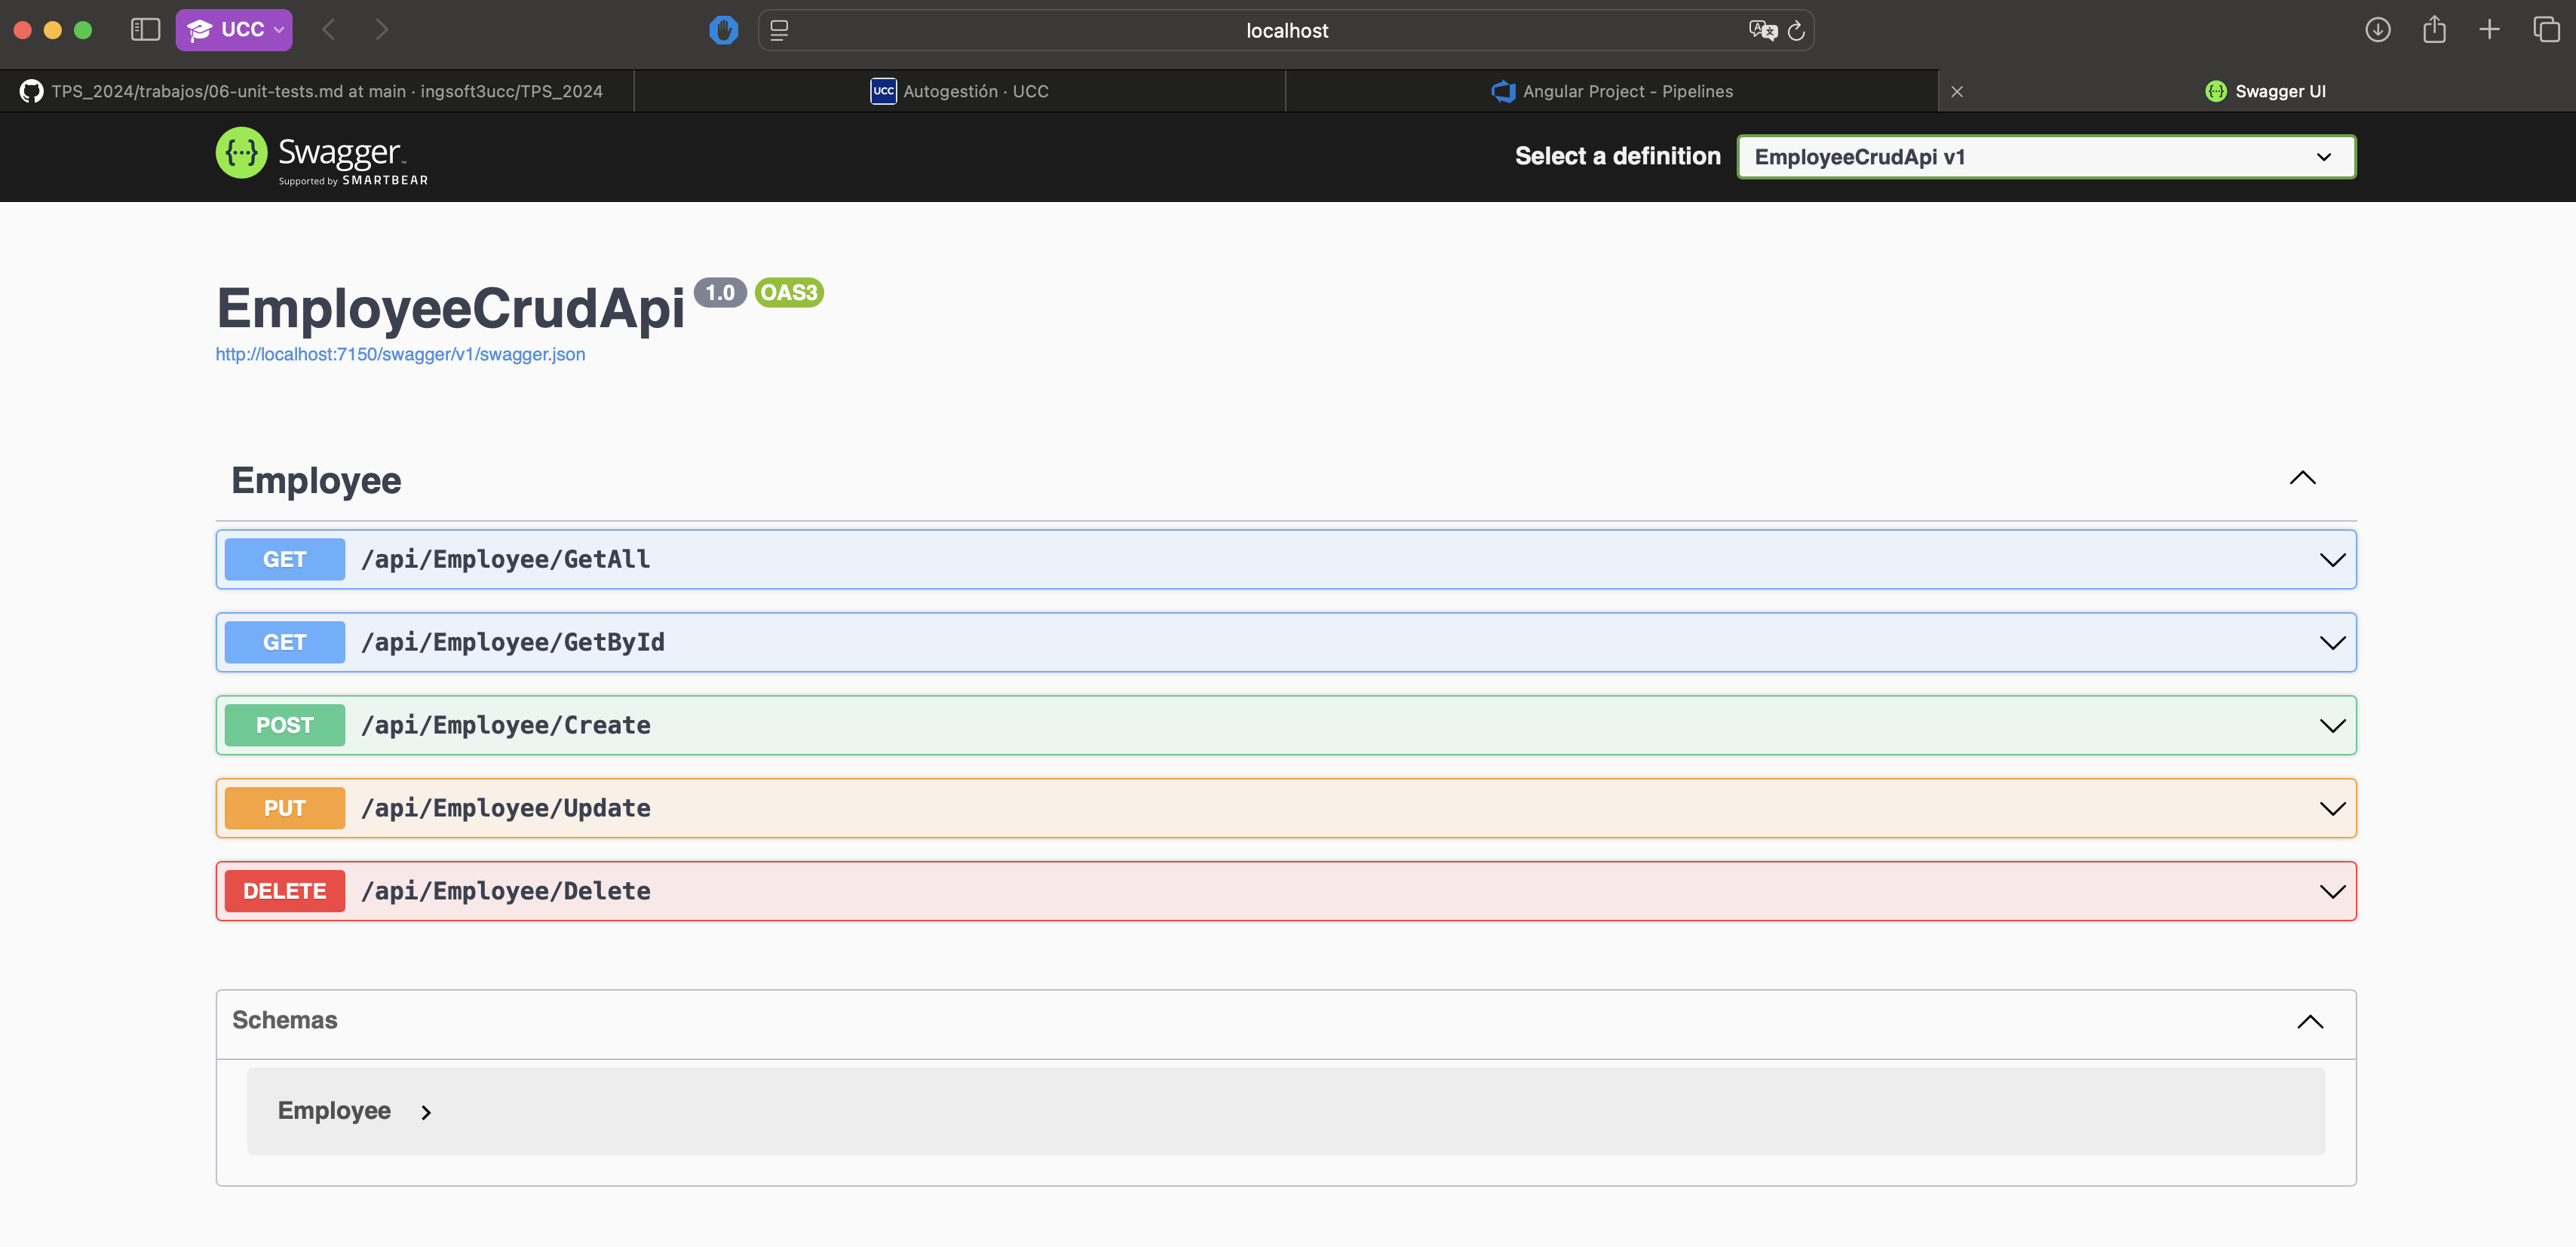 UCC
localhost
TPS_2024/trabajos/06-unit-tests.md at main · ingsoft3ucc/TPS_2024
UCC Autogestión · UCC
Angular Project - Pipelines
Swagger UI
Swagger
Supported by SMARTBEAR
Select a definition
EmployeeCrudApi v1
EmployeeCrudApi 1.0 OAS3
http://localhost:7150/swagger/v1/swagger.json
Employee
GET /api/Employee/GetAll
GET /api/Employee/GetById
POST /api/Employee/Create
PUT /api/Employee/Update
DELETE /api/Employee/Delete
Schemas
Employee